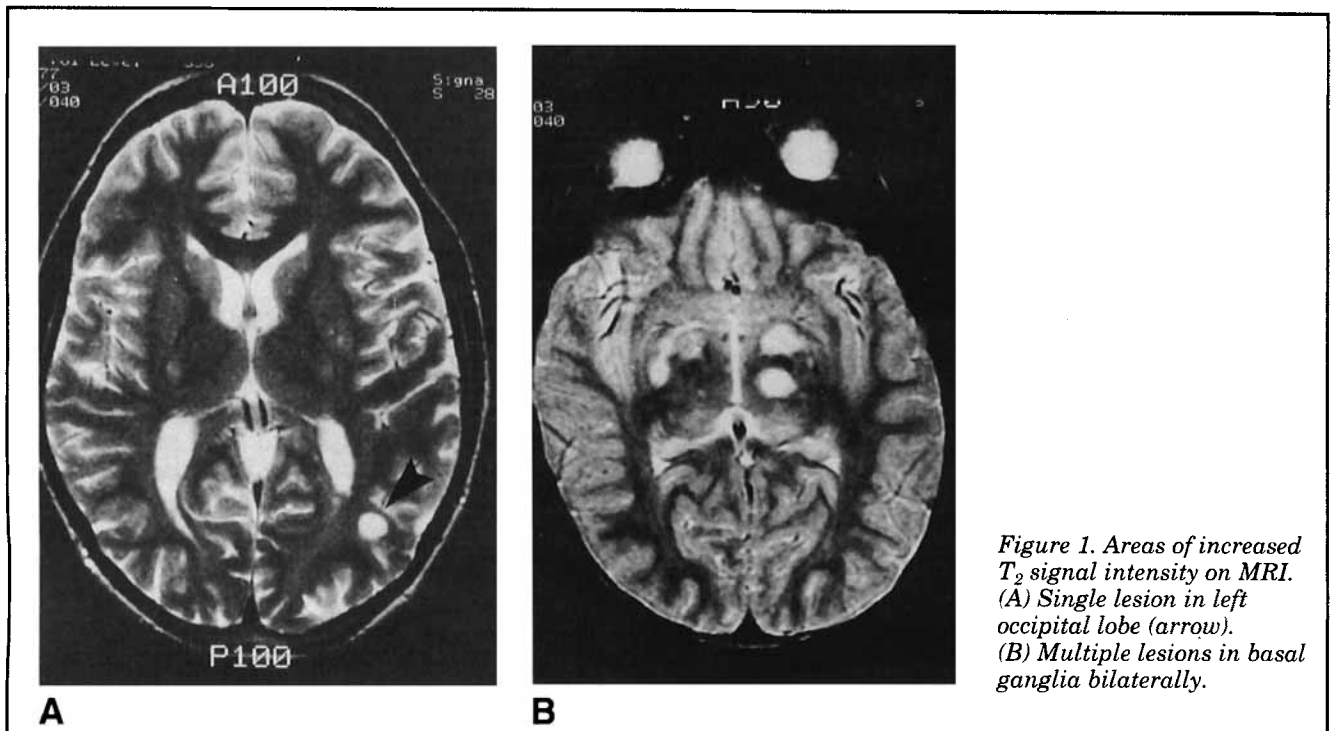 77
03
/040
A100
Signa
S 28
P100
A
03
040
B
Figure 1. Areas of increased
T₂ signal intensity on MRI.
(A) Single lesion in left
occipital lobe (arrow).
(B) Multiple lesions in basal
ganglia bilaterally.